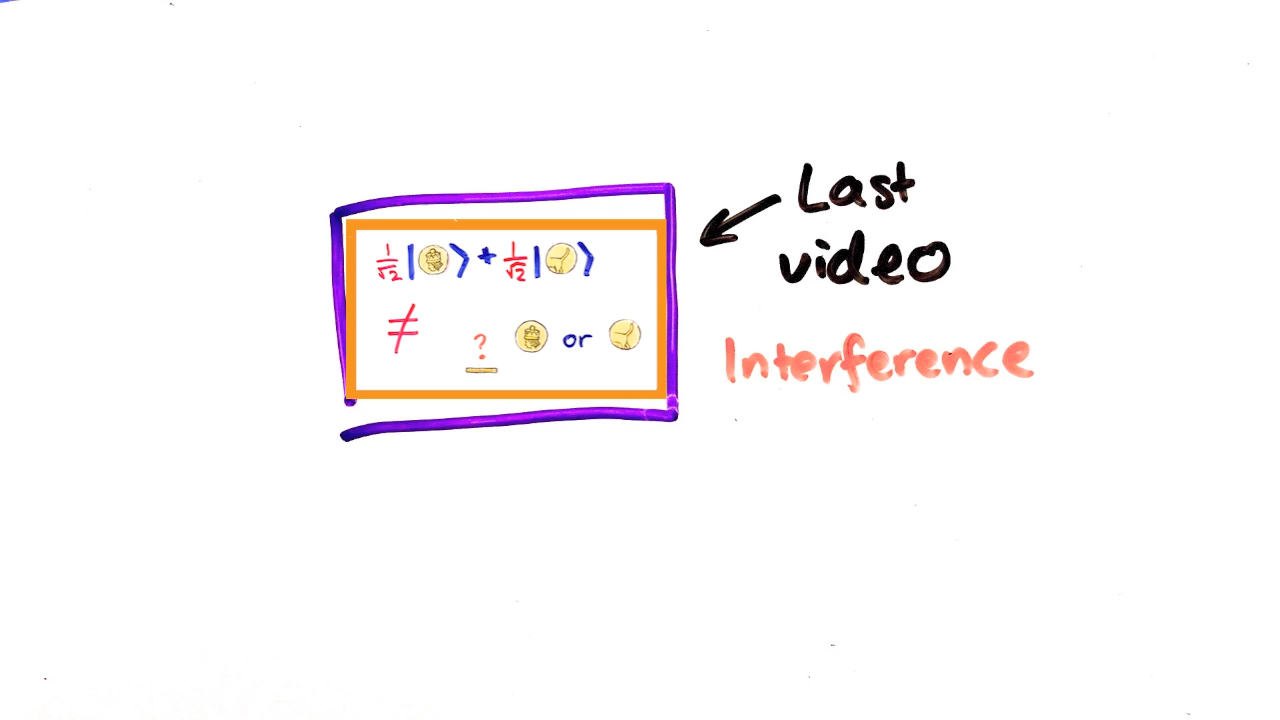 1/√2 | ⟩ + 1/√2 | ⟩
≠ ? or
Last
video
Interference